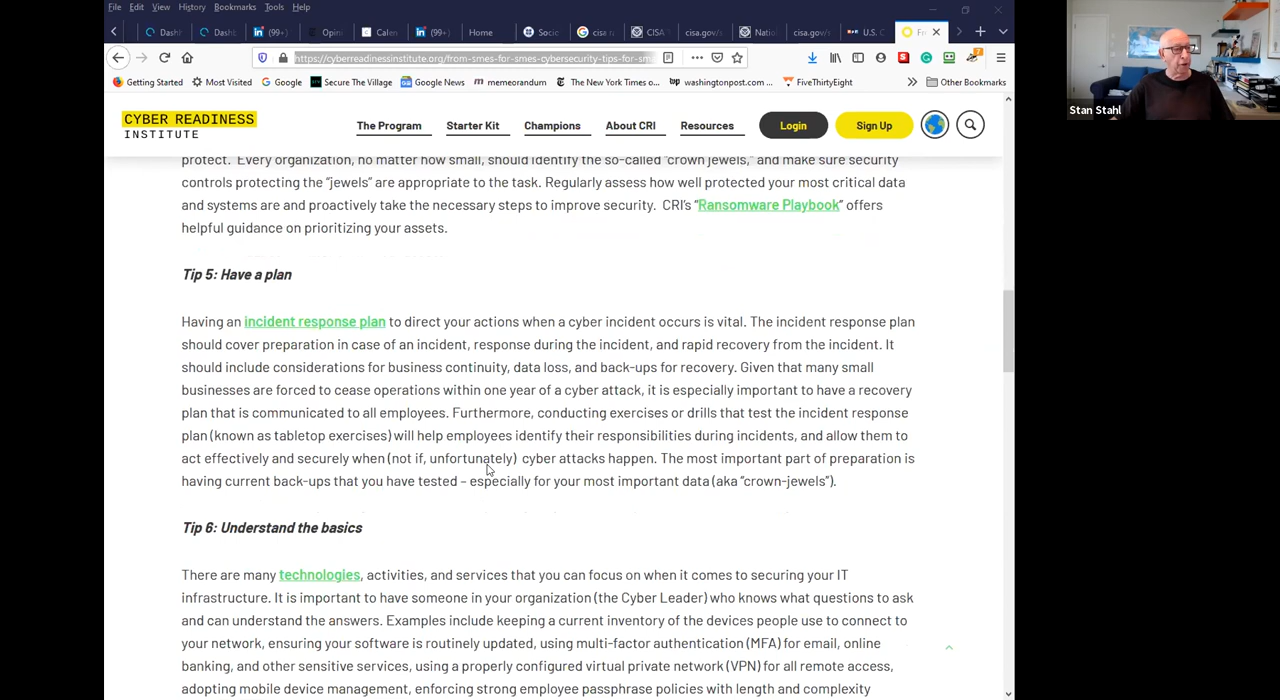 File Edit View History Bookmarks Tools Help
Dashb Dashb (99+) Opini Calen (99+) Home Socio cisa r CISA cisa.gov/ Natio cisa.gov/ U.S. C
https://cyberreadinessinstitute.org/from-smes-for-smes-cybersecurity-tips-for-sm
Getting Started Most Visited Google Secure The Village Google News memeorandum The New York Times o... washingtonpost.com FiveThirtyEight Other Bookmarks
Stan Stahl
CYBER READINESS
INSTITUTE
The Program Starter Kit Champions About CRI Resources Login Sign Up
protect. Every organization, no matter how small, should identify the so-called "crown jewels," and make sure security
controls protecting the "jewels" are appropriate to the task. Regularly assess how well protected your most critical data
and systems are and proactively take the necessary steps to improve security. CRI's "Ransomware Playbook" offers
helpful guidance on prioritizing your assets.
Tip 5: Have a plan
Having an incident response plan to direct your actions when a cyber incident occurs is vital. The incident response plan
should cover preparation in case of an incident, response during the incident, and rapid recovery from the incident. It
should include considerations for business continuity, data loss, and back-ups for recovery. Given that many small
businesses are forced to cease operations within one year of a cyber attack, it is especially important to have a recovery
plan that is communicated to all employees. Furthermore, conducting exercises or drills that test the incident response
plan (known as tabletop exercises) will help employees identify their responsibilities during incidents, and allow them to
act effectively and securely when (not if, unfortunately) cyber attacks happen. The most important part of preparation is
having current back-ups that you have tested – especially for your most important data (aka "crown-jewels").
Tip 6: Understand the basics
There are many technologies, activities, and services that you can focus on when it comes to securing your IT
infrastructure. It is important to have someone in your organization (the Cyber Leader) who knows what questions to ask
and can understand the answers. Examples include keeping a current inventory of the devices people use to connect to
your network, ensuring your software is routinely updated, using multi-factor authentication (MFA) for email, online
banking, and other sensitive services, using a properly configured virtual private network (VPN) for all remote access,
adopting mobile device management, enforcing strong employee passphrase policies with length and complexity